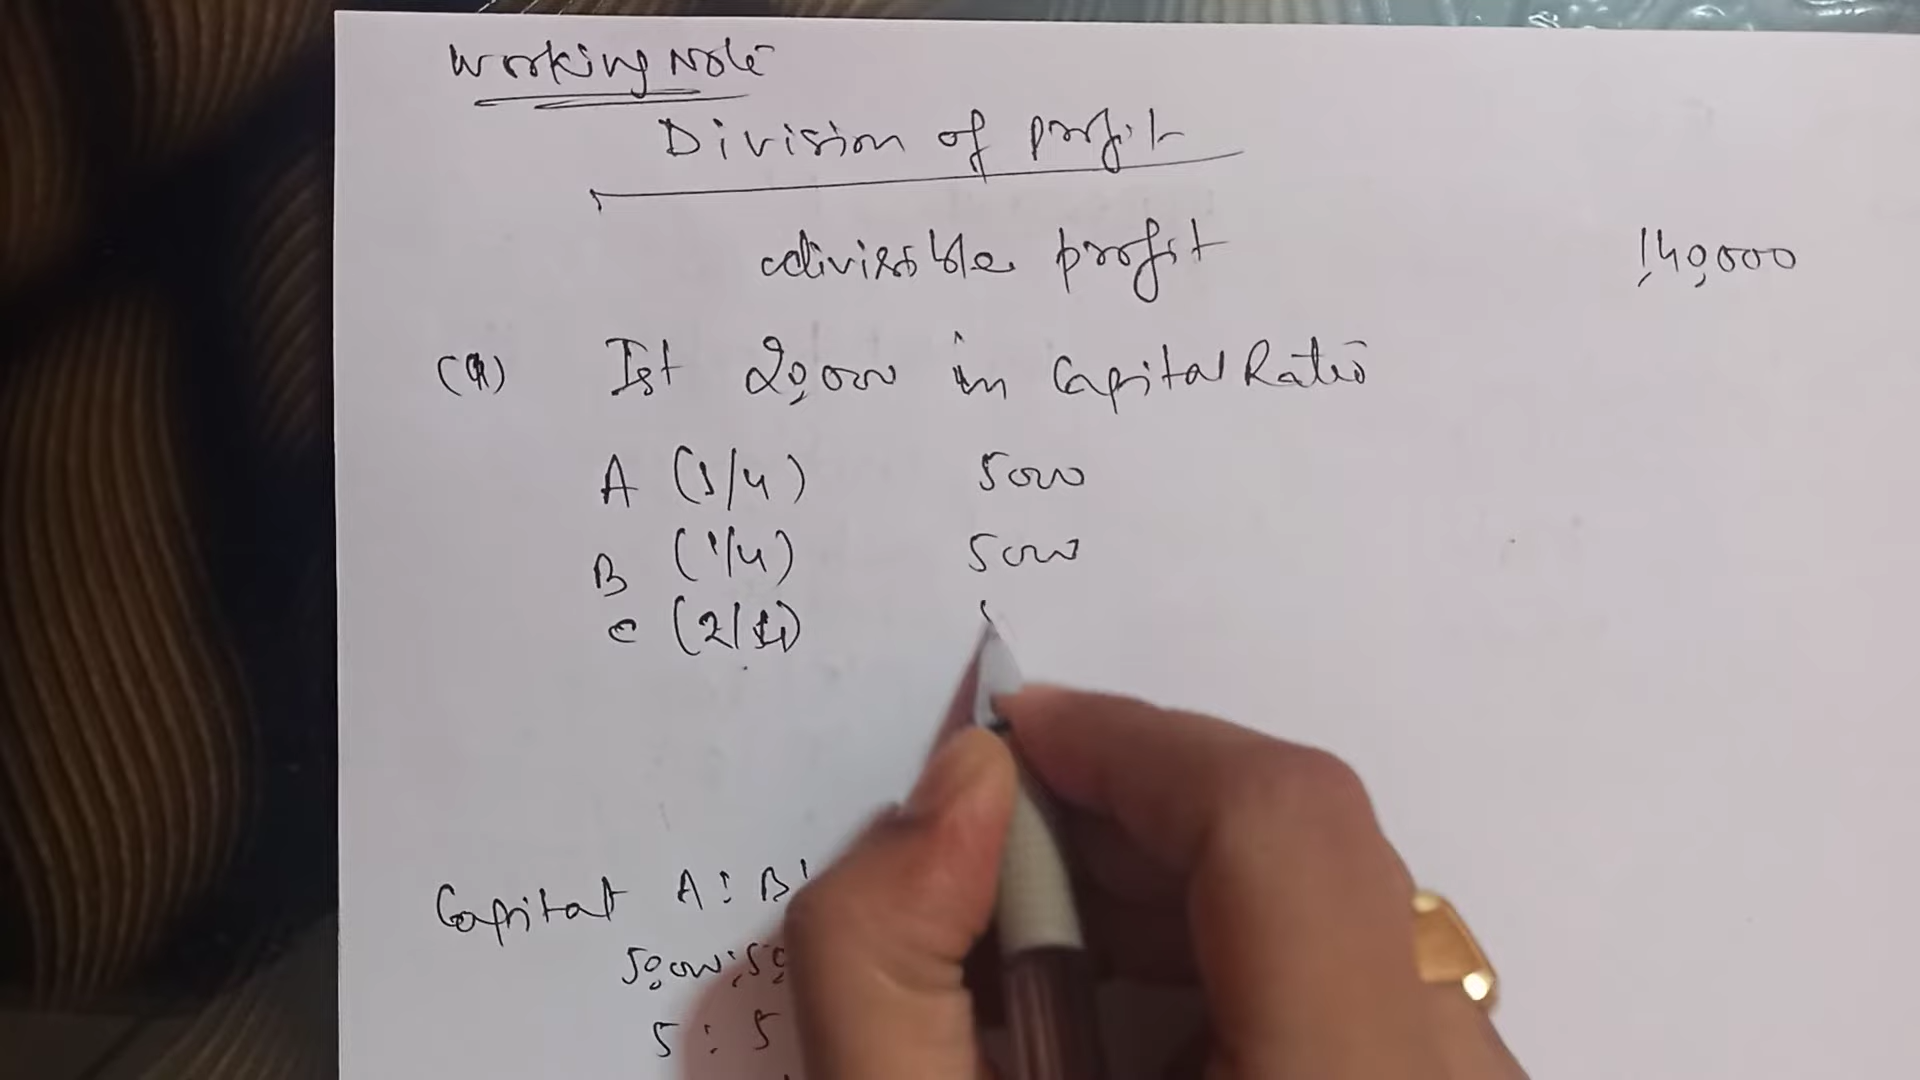 Working Note
Division of profit
divisible profit 1,40,000
(a) Ist 20,000 in Capital Ratio
A (1/4) 5000
B (1/4) 5000
C (2/4)
Capital A : B :
50,000 : 50
5 : 5